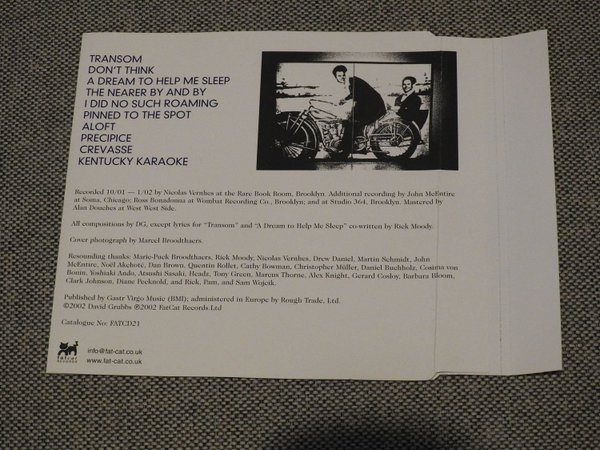 TRANSOM
DON'T THINK
A DREAM TO HELP ME SLEEP
THE NEARER BY AND BY
I DID NO SUCH ROAMING
PINNED TO THE SPOT
ALOFT
PRECIPICE
CREVASSE
KENTUCKY KARAOKE
Recorded 10/01 — 1/02 by Nicolas Vernhes at the Rare Book Room, Brooklyn. Additional recording by John McEntire
at Soma, Chicago; Ross Bonadonna at Wombat Recording Co., Brooklyn; and at Studio 364, Brooklyn. Mastered by
Alan Douches at West West Side.
All compositions by DG, except lyrics for "Transom" and "A Dream to Help Me Sleep" co-written by Rick Moody.
Cover photograph by Marcel Broodthaers.
Resounding thanks: Marie-Puck Broodthaers, Rick Moody, Nicolas Vernhes, Drew Daniel, Martin Schmidt, John
McEntire, Noël Akchoté, Dan Brown, Quentin Rollet, Cathy Bowman, Christopher Müller, Daniel Buchholz, Cosima von
Bonin, Yoshiaki Ando, Atsushi Sasaki, Headz, Tony Green, Marcus Thorne, Alex Knight, Gerard Cosloy, Barbara Bloom,
Clark Johnson, Diane Pecknold, and Rick, Pam, and Sam Wojcik.
Published by Gastr Virgo Music (BMI); administered in Europe by Rough Trade, Ltd.
©2002 David Grubbs ℗2002 FatCat Records.Ltd
Catalogue No: FATCD21
fatcat
RECORDS
info@fat-cat.co.uk
www.fat-cat.co.uk